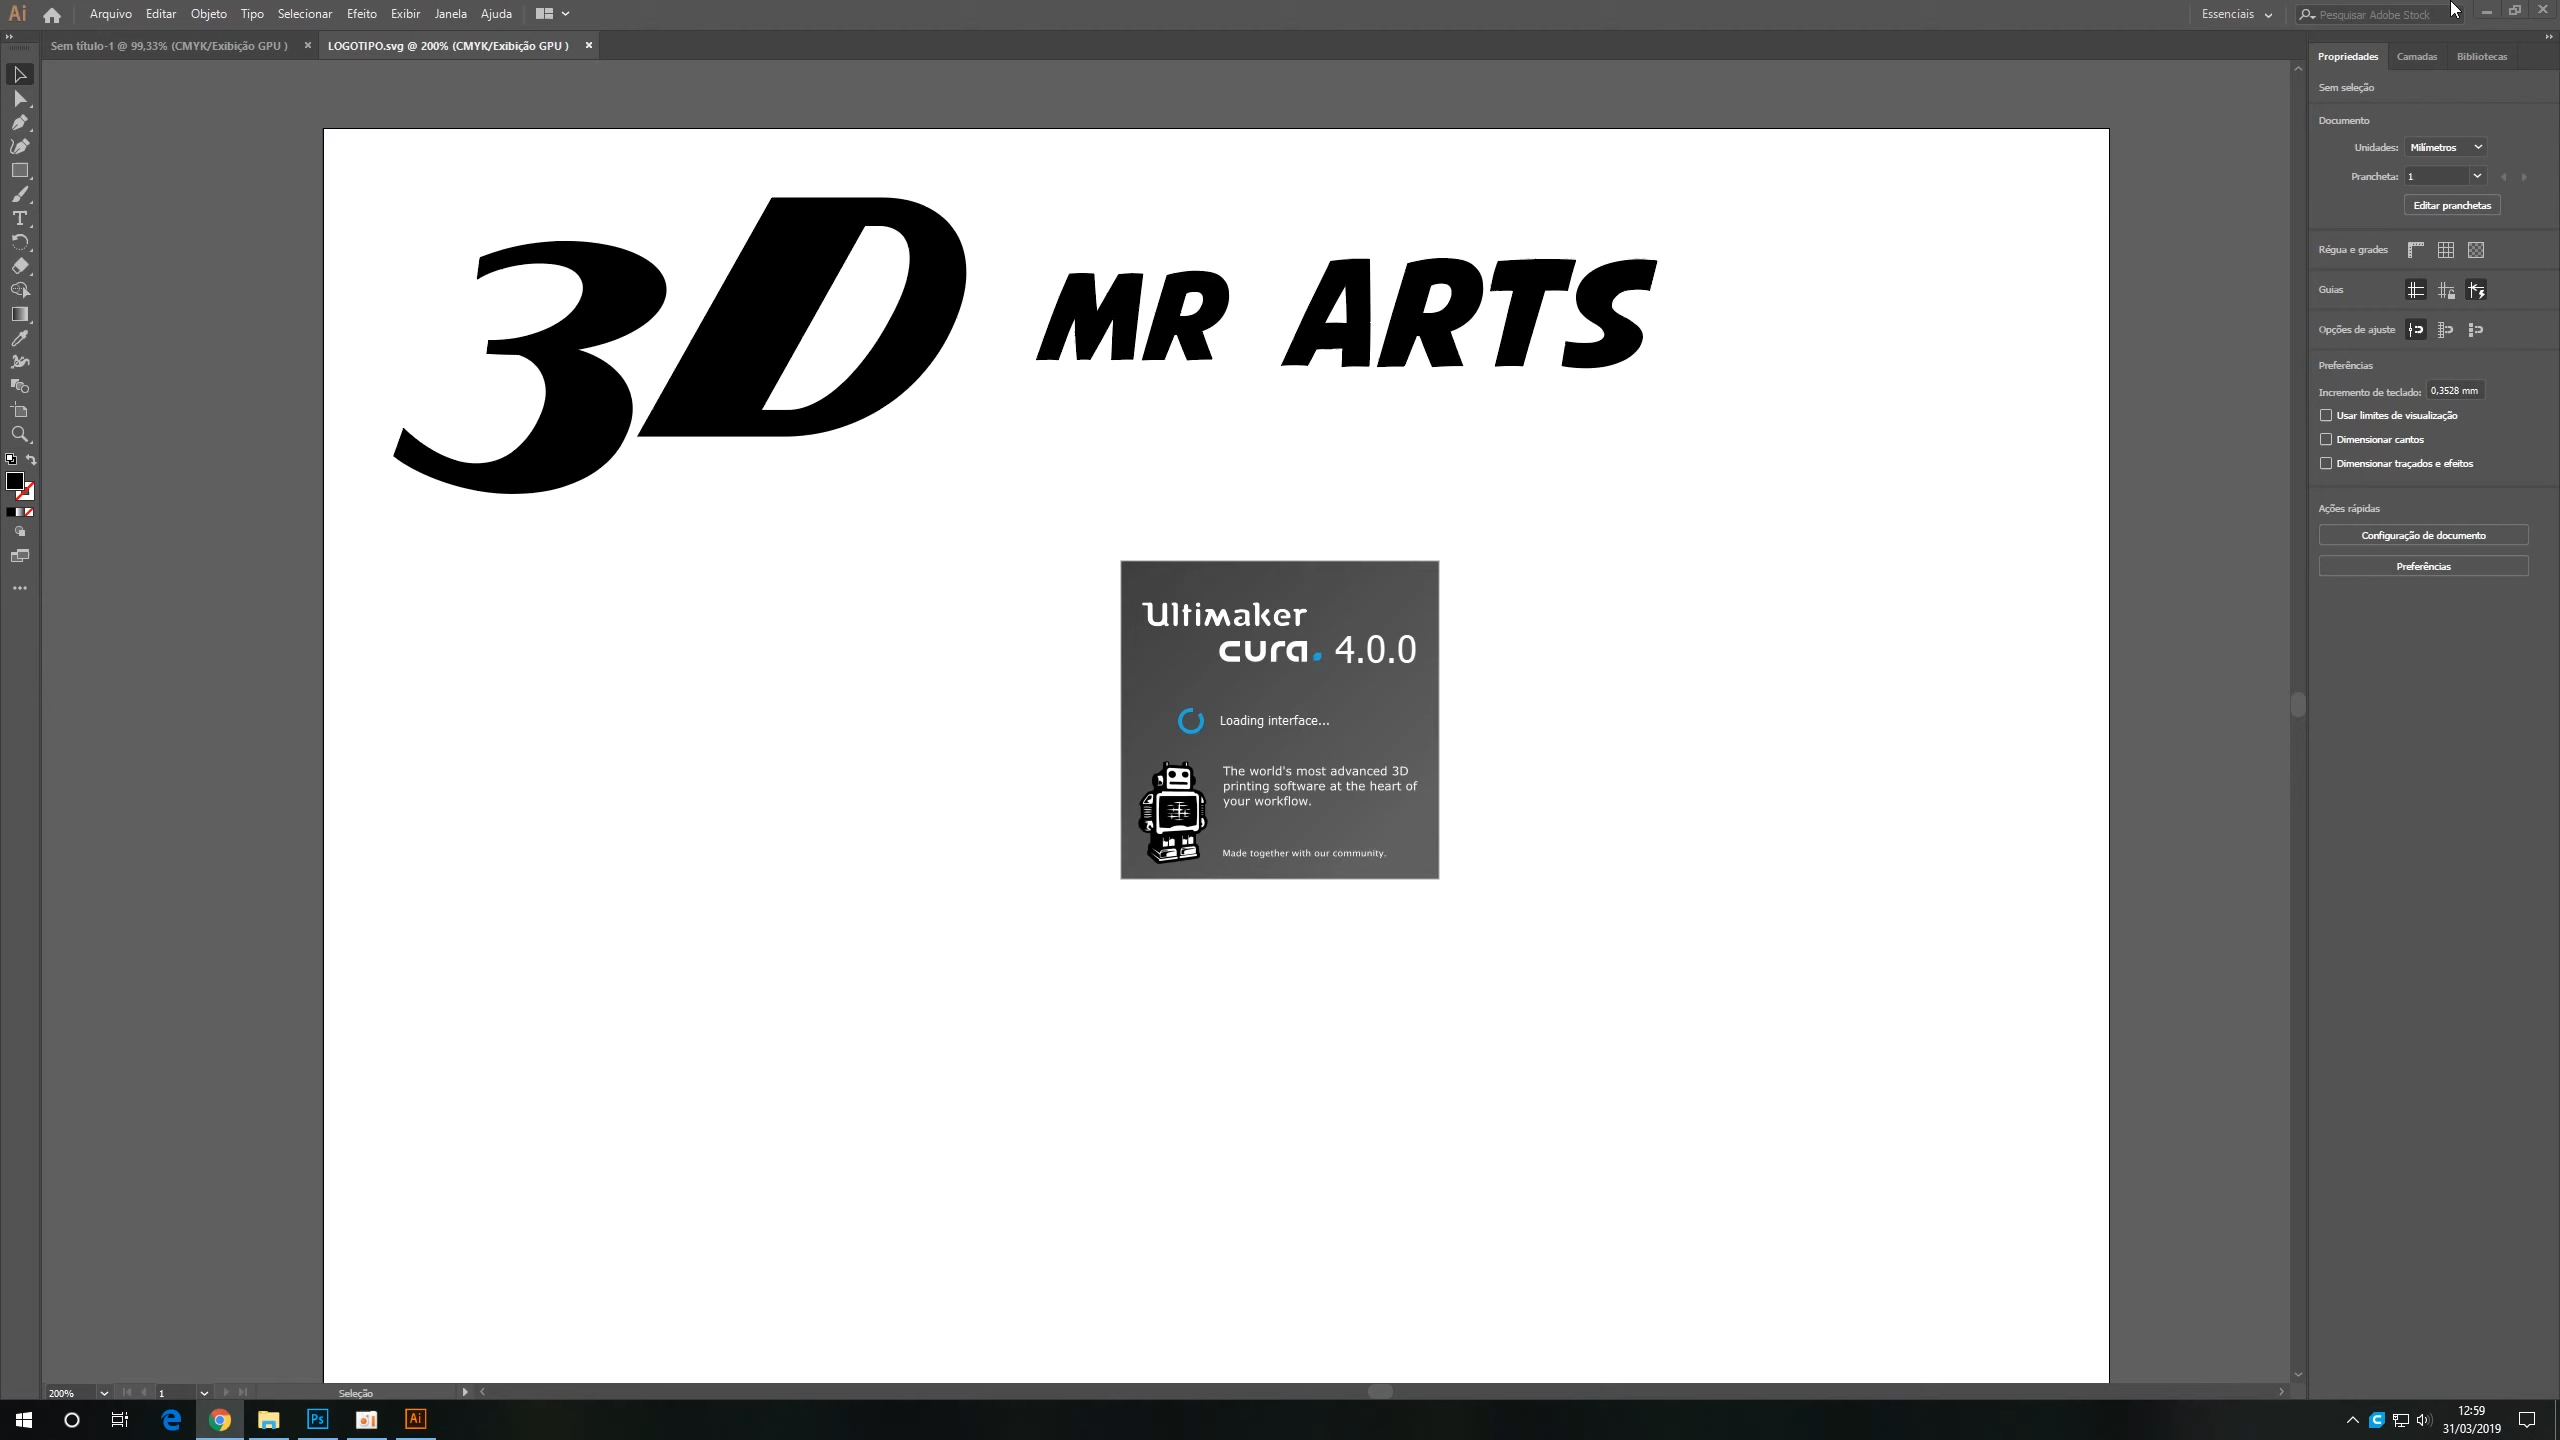 Ai Arquivo Editar Objeto Tipo Selecionar Efeito Exibir Janela Ajuda Essenciais Pesquisar Adobe Stock
Sem título-1 @ 99,33% (CMYK/Exibição GPU ) × LOGOTIPO.svg @ 200% (CMYK/Exibição GPU ) ×
Propriedades Camadas Bibliotecas
Sem seleção
Documento
Unidades: Milímetros
Prancheta: 1
Editar pranchetas
Régua e grades
Guias
Opções de ajuste
Preferências
Incremento de teclado: 0,3528 mm
Usar limites de visualização
Dimensionar cantos
Dimensionar traçados e efeitos
Ações rápidas
Configuração de documento
Preferências
3D MR ARTS
Ultimaker
cura. 4.0.0
Loading interface...
The world's most advanced 3D
printing software at the heart of
your workflow.
Made together with our community.
200% 1 Seleção
Ps Ai
12:59
31/03/2019